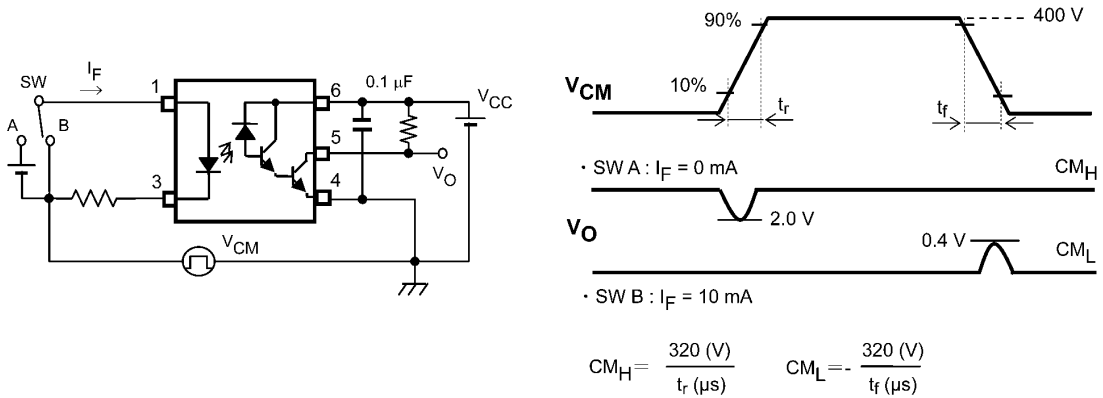 SW
I_F
A
B
1
3
6
5
4
0.1 μF
V_CC
V_O
V_CM
V_CM
90%
10%
t_r
t_f
400 V
・SW A : I_F = 0 mA
CM_H
2.0 V
V_O
0.4 V
CM_L
・SW B : I_F = 10 mA
CM_H = 320 (V) / t_r (μs)
CM_L = - 320 (V) / t_f (μs)